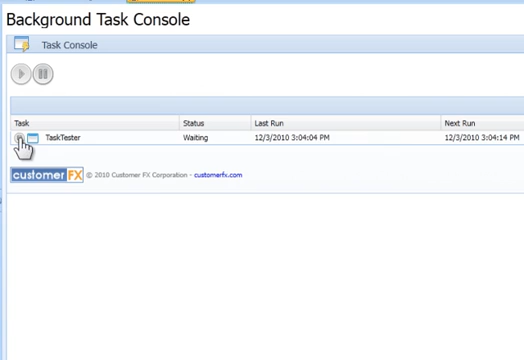 Background Task Console
Task Console
Task Status Last Run Next Run
TaskTester Waiting 12/3/2010 3:04:04 PM 12/3/2010 3:04:14 PM
customer FX © 2010 Customer FX Corporation - customerfx.com